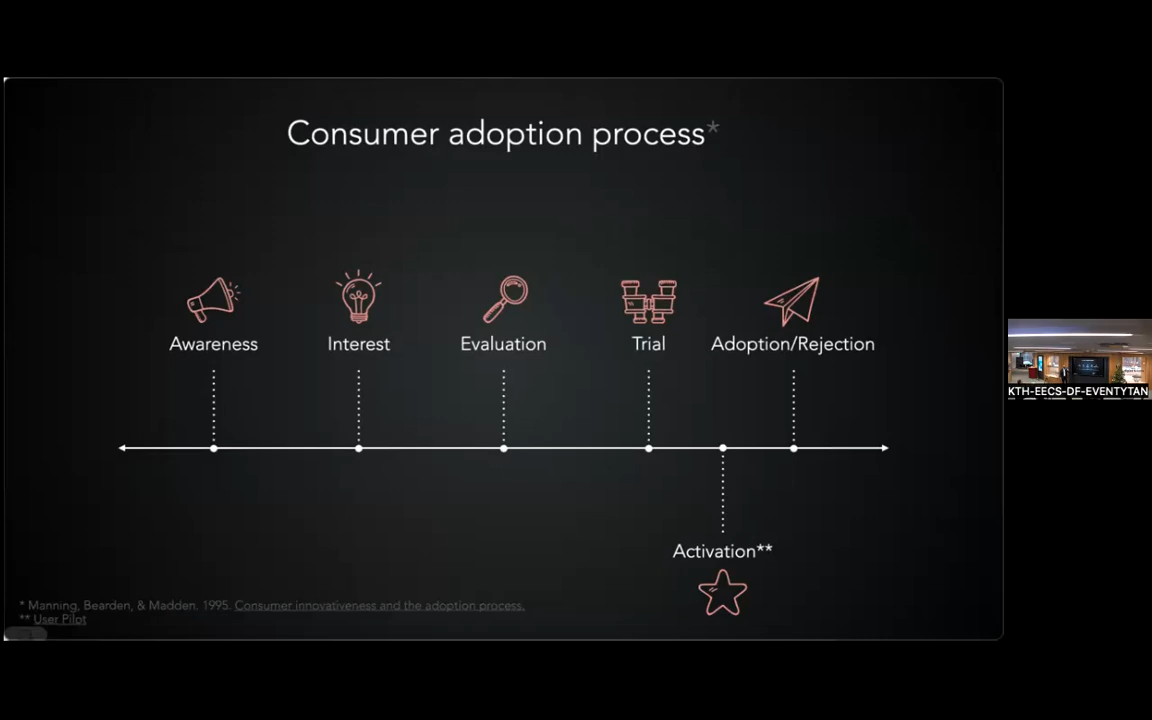 Consumer adoption process*
Awareness
Interest
Evaluation
Trial
Adoption/Rejection
KTH-EECS-DF-EVENTYTAN
Activation**
* Manning, Bearden, & Madden. 1995. Consumer innovativeness and the adoption process.
** User Pilot